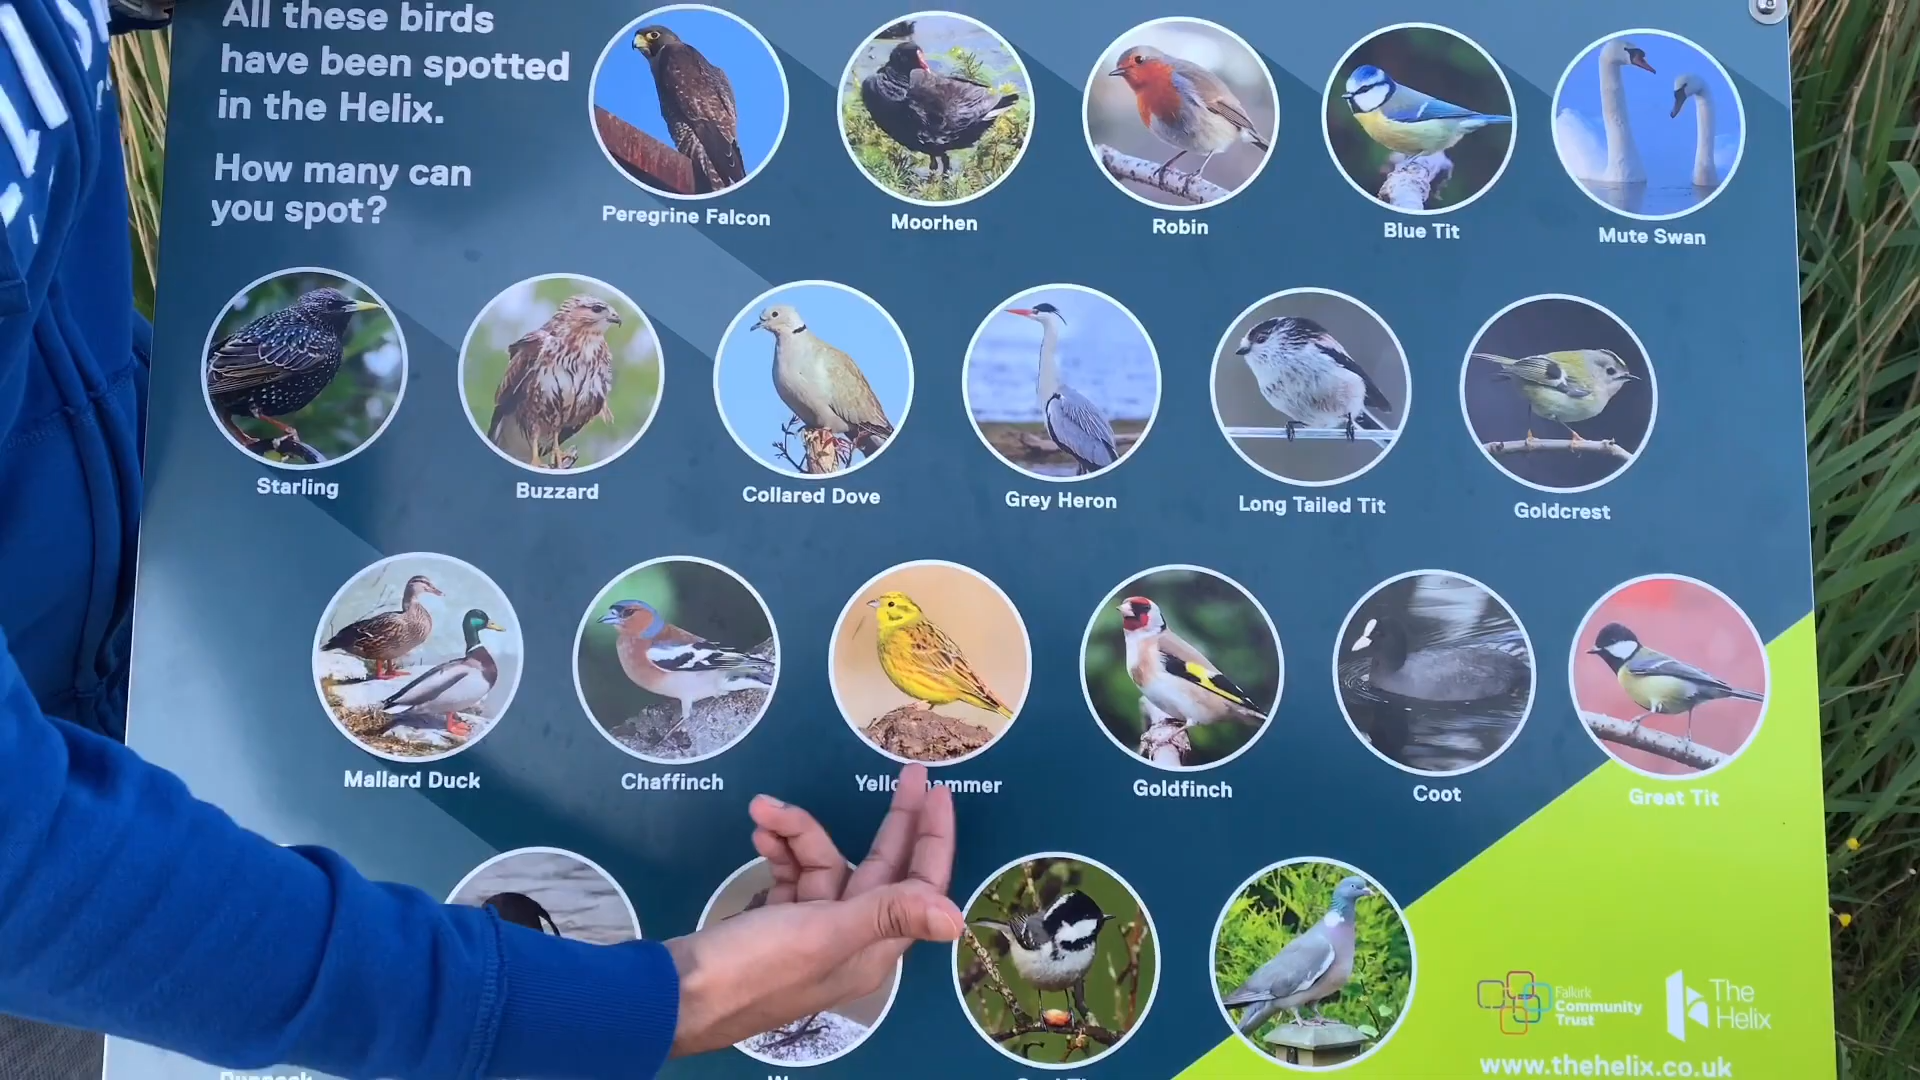 All these birds
have been spotted
in the Helix.
How many can
you spot?
Peregrine Falcon
Moorhen
Robin
Blue Tit
Mute Swan
Starling
Buzzard
Collared Dove
Grey Heron
Long Tailed Tit
Goldcrest
Mallard Duck
Chaffinch
Yellowhammer
Goldfinch
Coot
Great Tit
Falkirk
Community
Trust
The
Helix
www.thehelix.co.uk